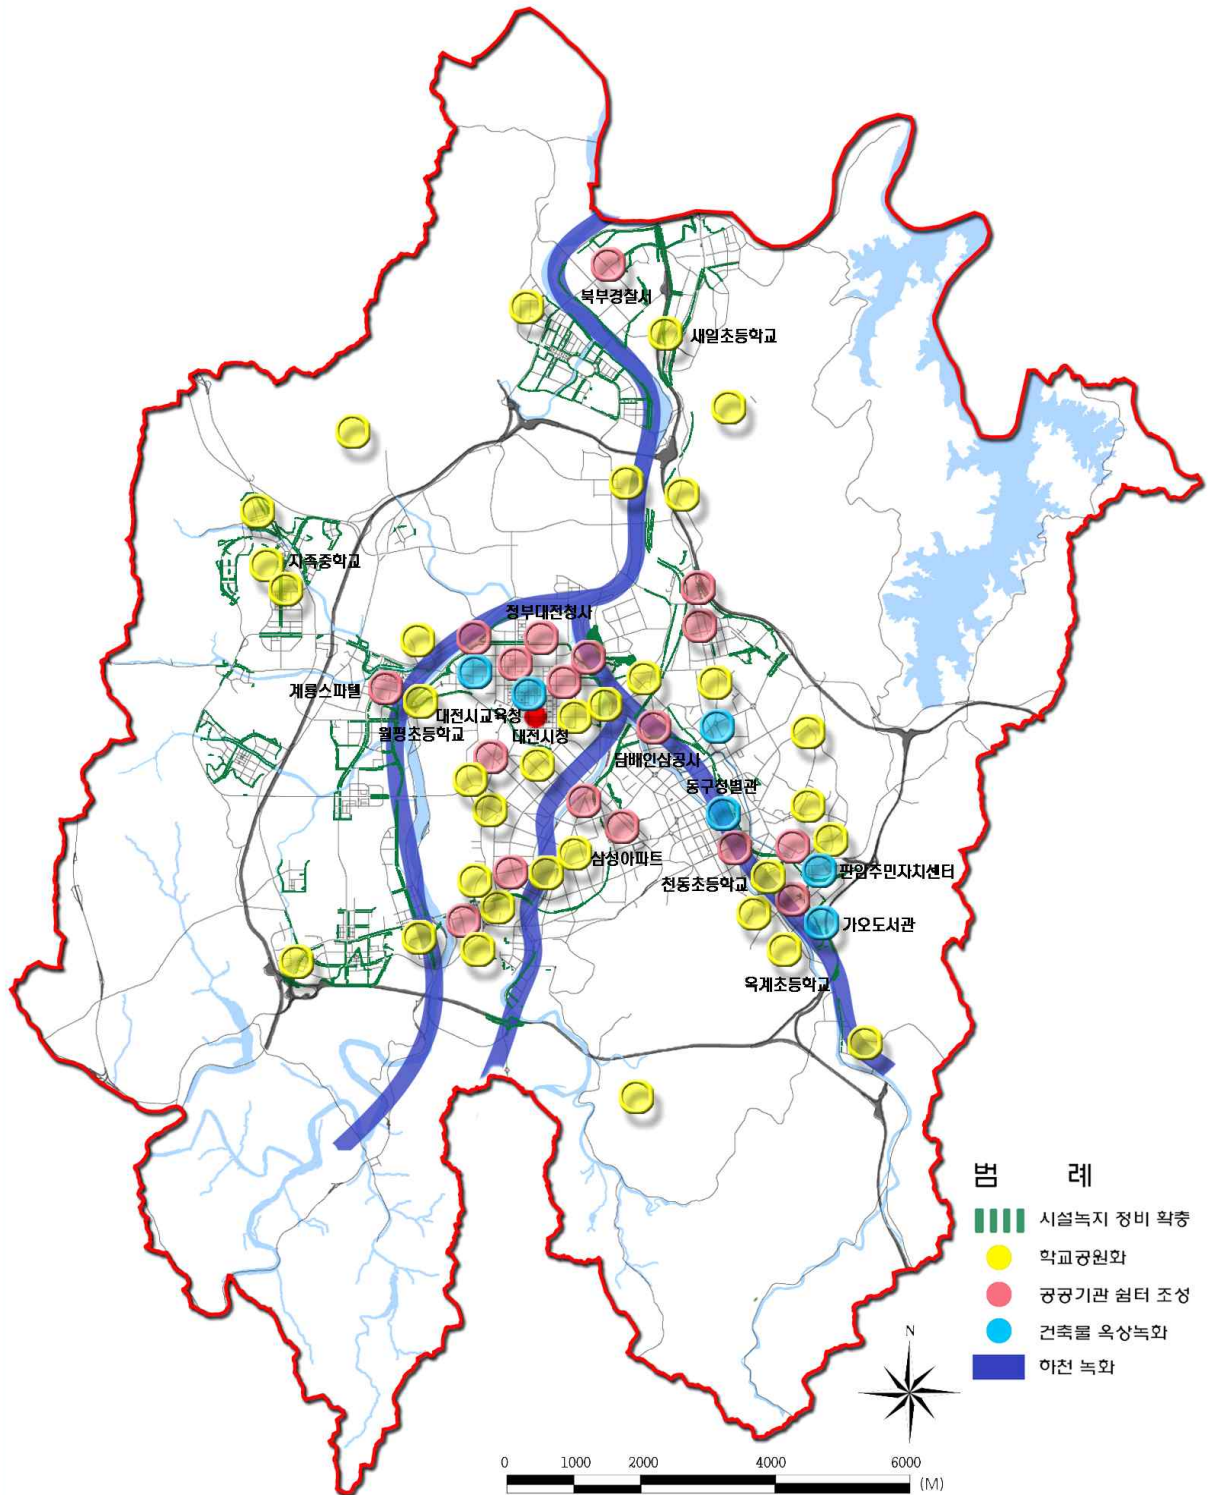 북부경찰서
새일초등학교
지족중학교
정부대전청사
계룡스파텔
대전시교육청
월평초등학교
대전시청
담배인삼공사
동구청별관
삼성아파트
천동초등학교
판암주민자치센터
가오도서관
옥계초등학교
범 례
시설녹지 정비 확충
학교공원화
공공기관 쉼터 조성
건축물 옥상녹화
하천 녹화
N
0 1000 2000 4000 6000
(M)